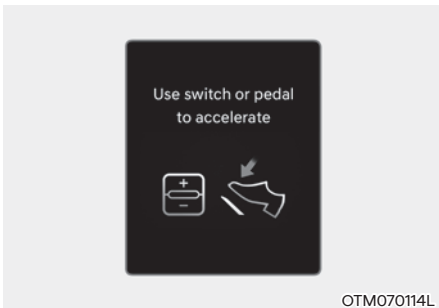 Use switch or pedal
to accelerate
+
−
OTM070114L